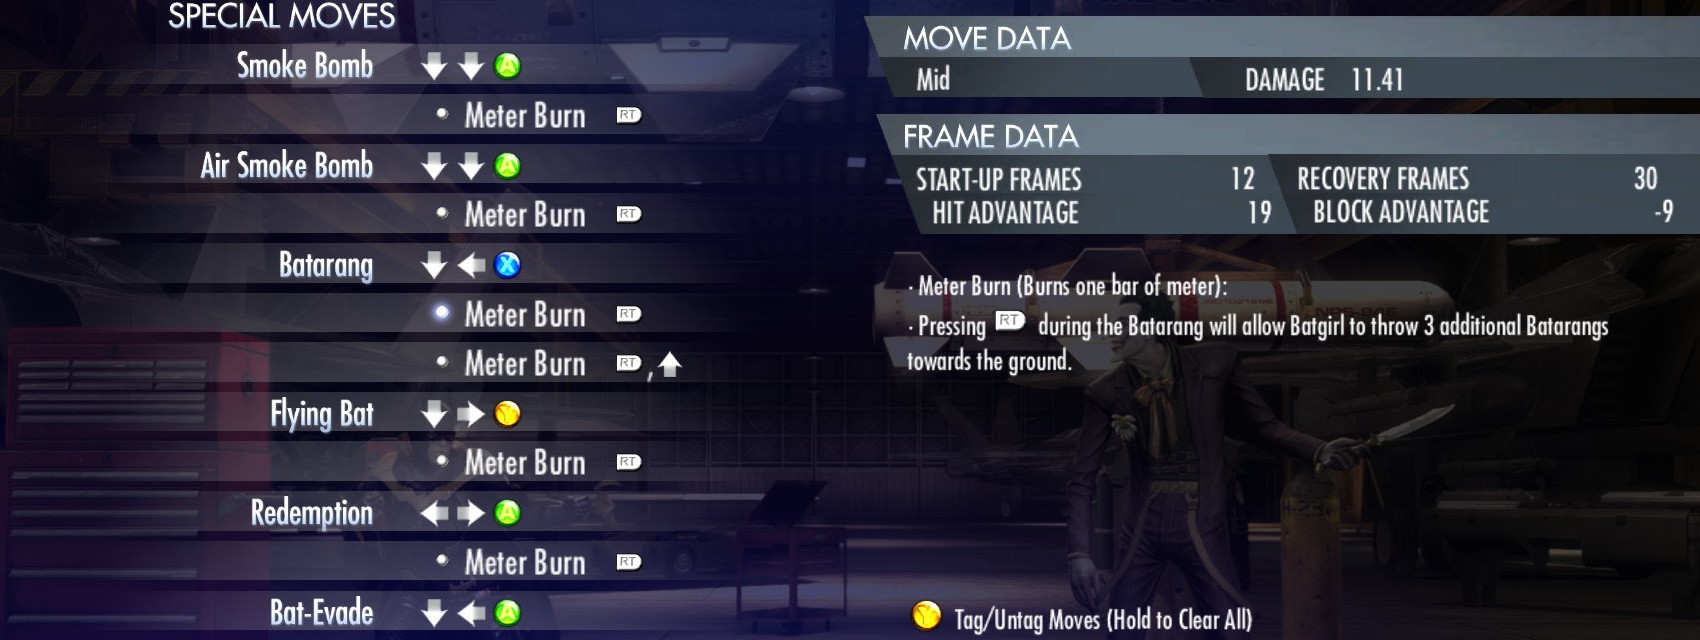 SPECIAL MOVES
Smoke Bomb A
Meter Burn RT
Air Smoke Bomb A
Meter Burn RT
Batarang X
Meter Burn RT
Meter Burn RT ,
Flying Bat Y
Meter Burn RT
Redemption A
Meter Burn RT
Bat-Evade A
MOVE DATA
Mid DAMAGE 11.41
FRAME DATA
START-UP FRAMES 12 RECOVERY FRAMES 30
HIT ADVANTAGE 19 BLOCK ADVANTAGE -9
· Meter Burn (Burns one bar of meter):
· Pressing RT during the Batarang will allow Batgirl to throw 3 additional Batarangs
towards the ground.
Y Tag/Untag Moves (Hold to Clear All)